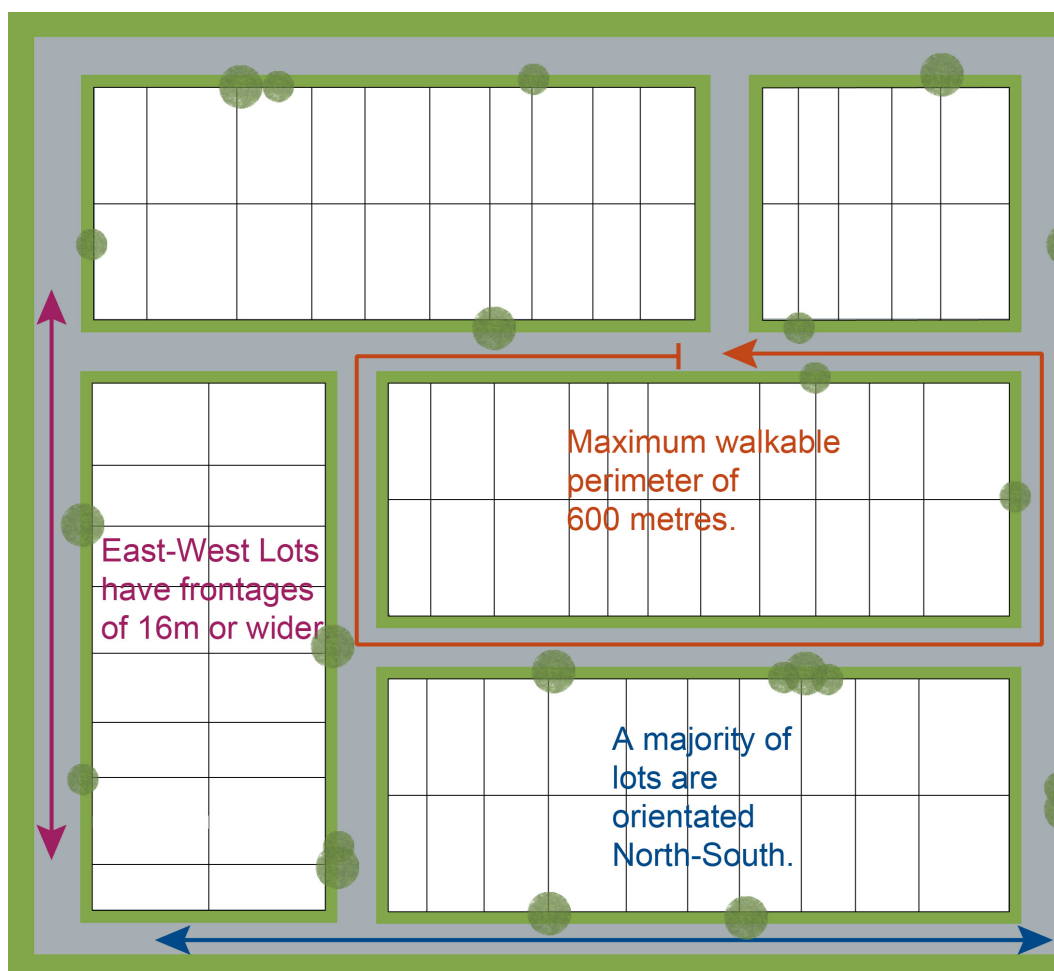 Maximum walkable
perimeter of
600 metres.
East-West Lots
have frontages
of 16m or wider
A majority of
lots are
orientated
North-South.